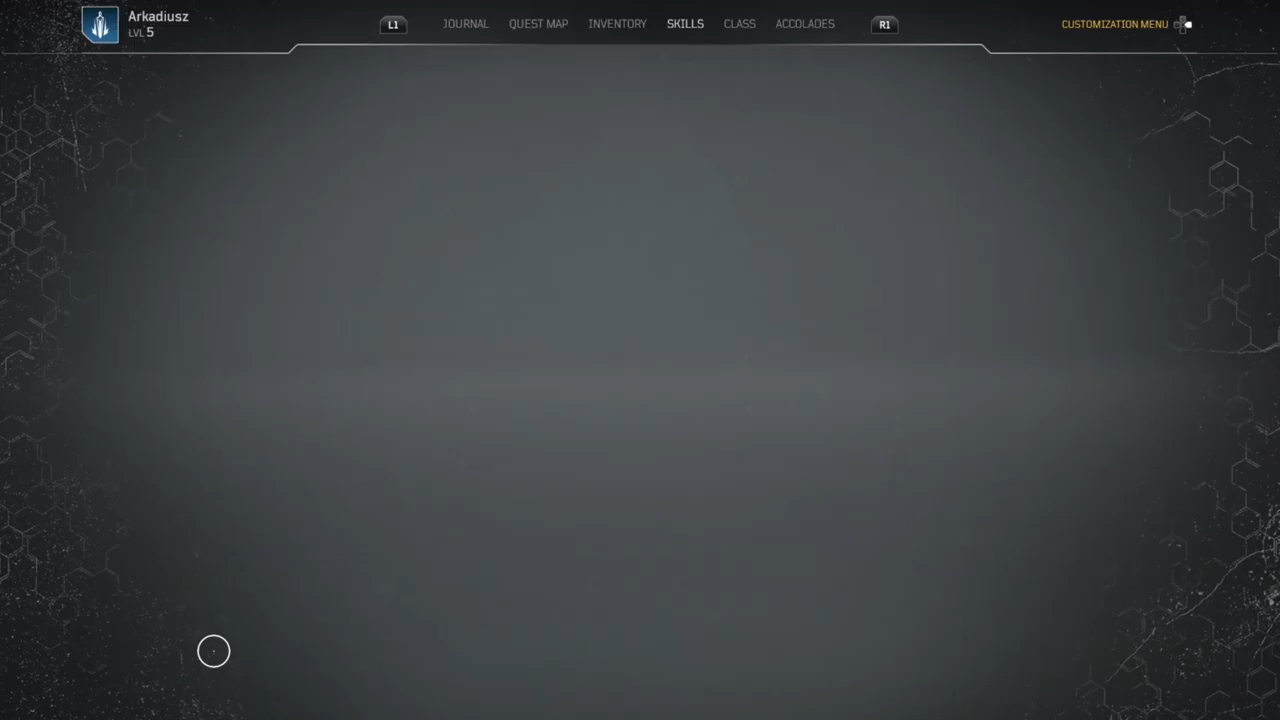 Arkadiusz
LVL 5
L1 JOURNAL QUEST MAP INVENTORY SKILLS CLASS ACCOLADES R1
CUSTOMIZATION MENU